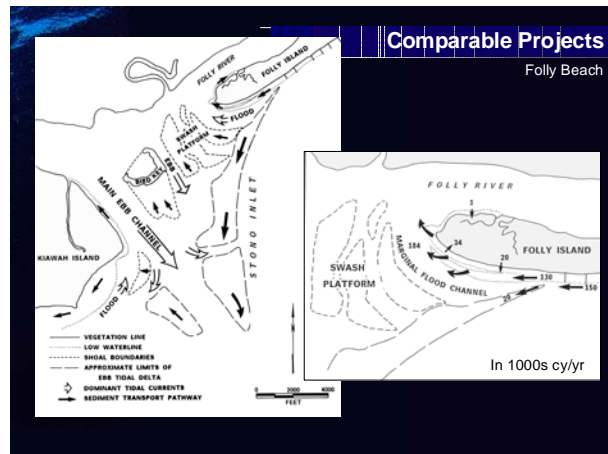 Comparable Projects
Folly Beach
FOLLY RIVER
FOLLY ISLAND
FLOOD
SWASH
PLATFORM
EBB
BIRD KEY
MAIN EBB CHANNEL
STONO INLET
KIAWAH ISLAND
FLOOD
VEGETATION LINE
LOW WATERLINE
SHOAL BOUNDARIES
APPROXIMATE LIMITS OF
EBB TIDAL DELTA
DOMINANT TIDAL CURRENTS
SEDIMENT TRANSPORT PATHWAY
0 2000 4000
FEET
FOLLY RIVER
1
184
34
FOLLY ISLAND
20
MARGINAL FLOOD CHANNEL
SWASH
PLATFORM
130
150
20
In 1000s cy/yr